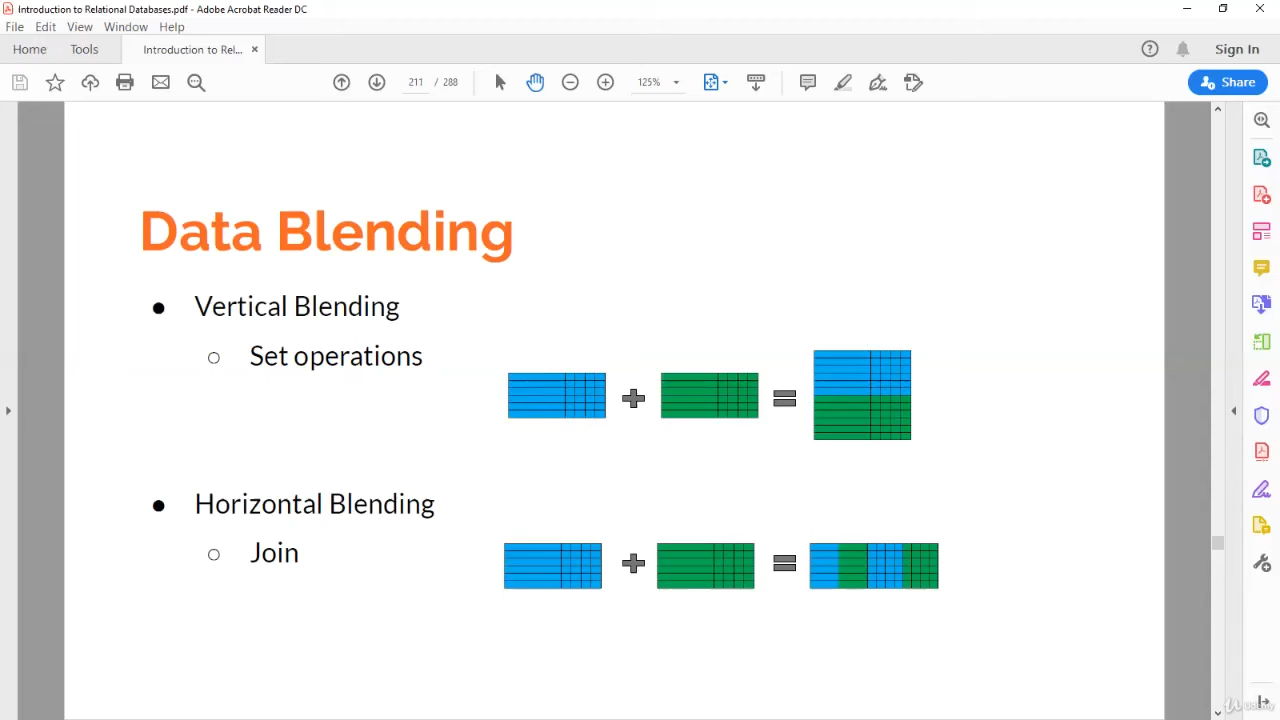 Introduction to Relational Databases.pdf - Adobe Acrobat Reader DC
File Edit View Window Help
Home Tools Introduction to Rel... × Sign In
211 / 288 125% Share
Data Blending
● Vertical Blending
○ Set operations
● Horizontal Blending
○ Join
Udemy